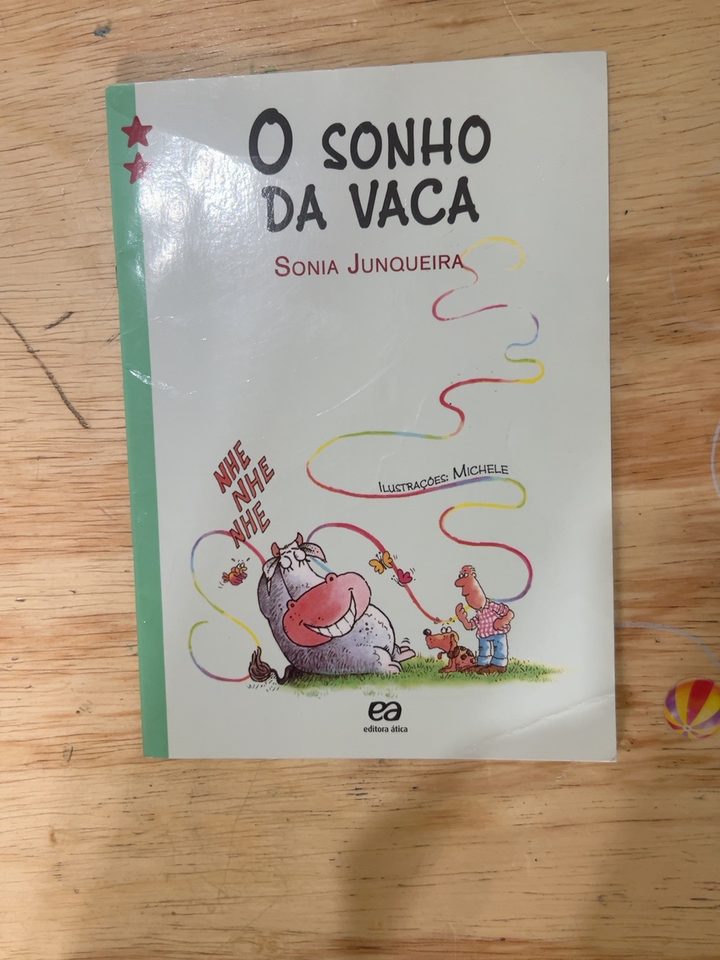 O SONHO
DA VACA
SONIA JUNQUEIRA
ILUSTRAÇÕES: MICHELE
NHE
NHE
NHE
ea
editora ática